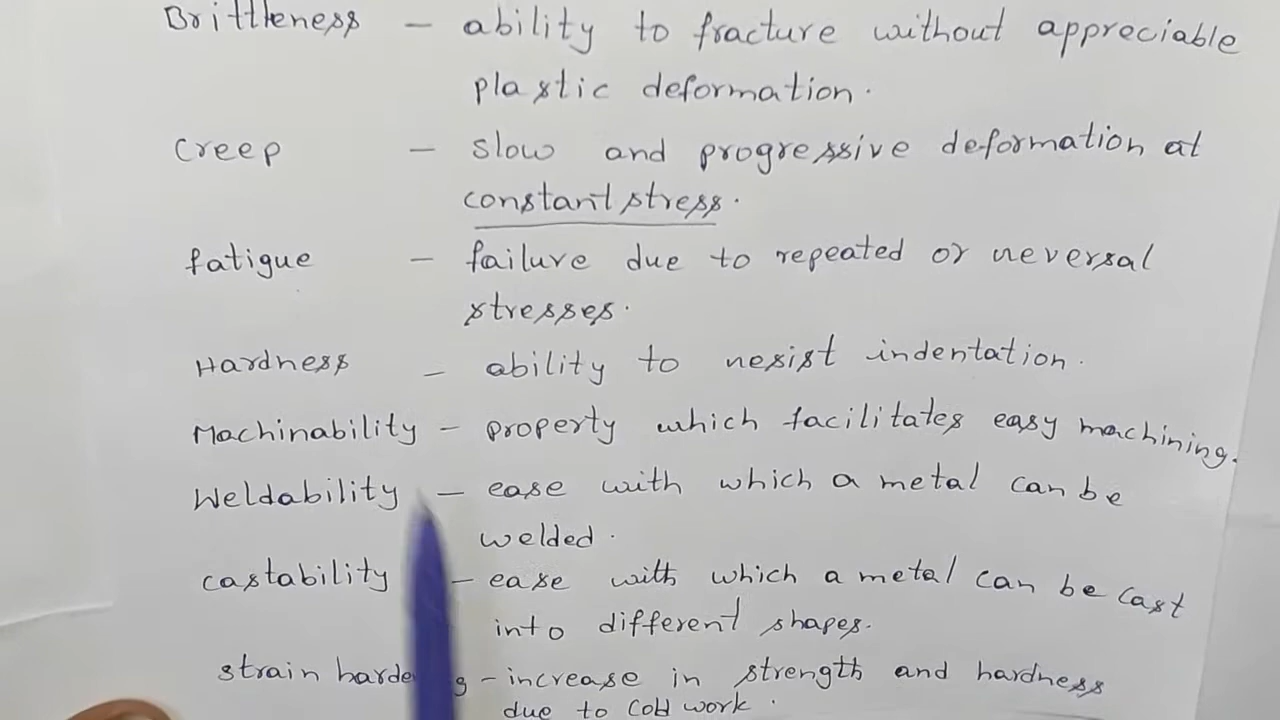 Brittleness - ability to fracture without appreciable
plastic deformation.
Creep - slow and progressive deformation at
constant stress.
fatigue - failure due to repeated or reversal
stresses.
Hardness - ability to resist indentation.
Machinability - property which facilitates easy machining.
Weldability - ease with which a metal can be
welded.
castability - ease with which a metal can be cast
into different shapes.
strain - increase in strength and hardness
due to cold work.